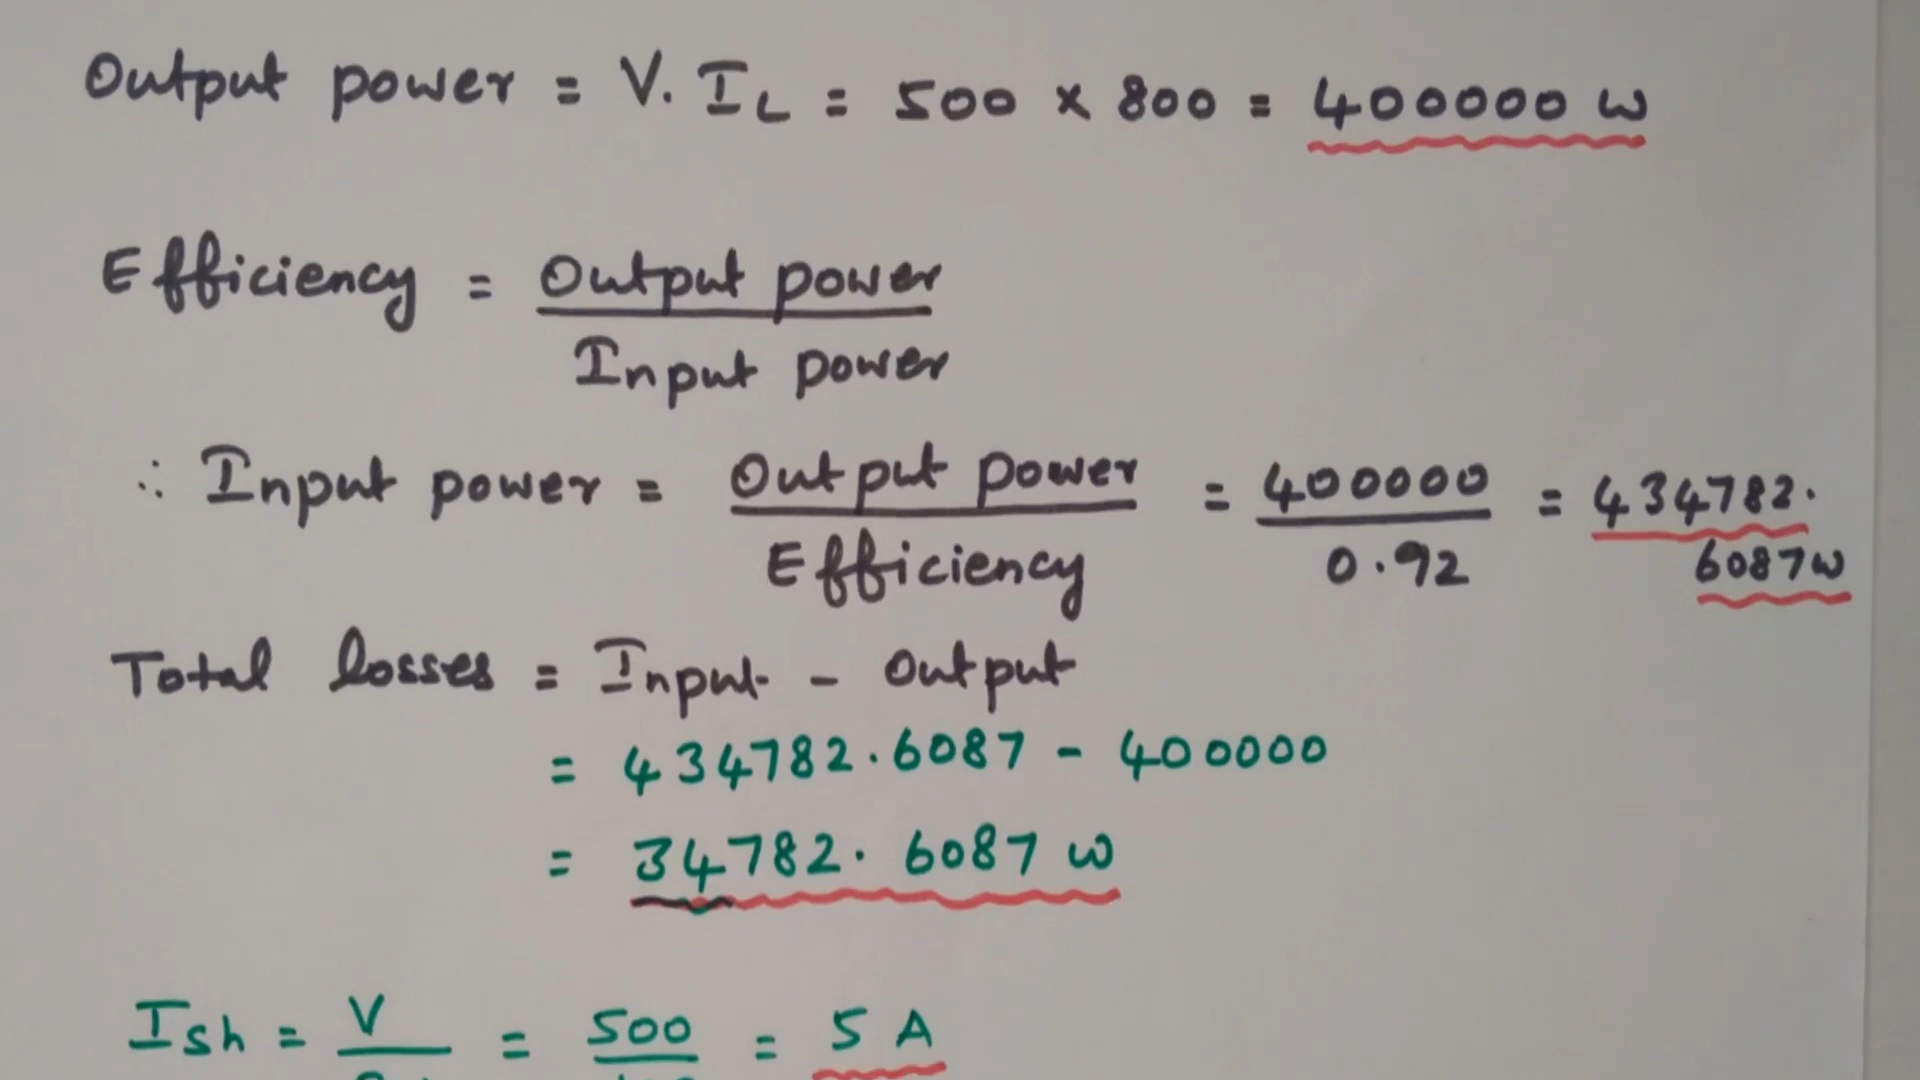 Output power = V. IL = 500 x 800 = 400000 W
Efficiency = Output power
Input power
∴ Input power = Output power = 400000 = 434782.
Efficiency 0.92 6087 W
Total losses = Input - Output
= 434782.6087 - 400000
= 34782.6087 W
Ish = V = 500 = 5 A